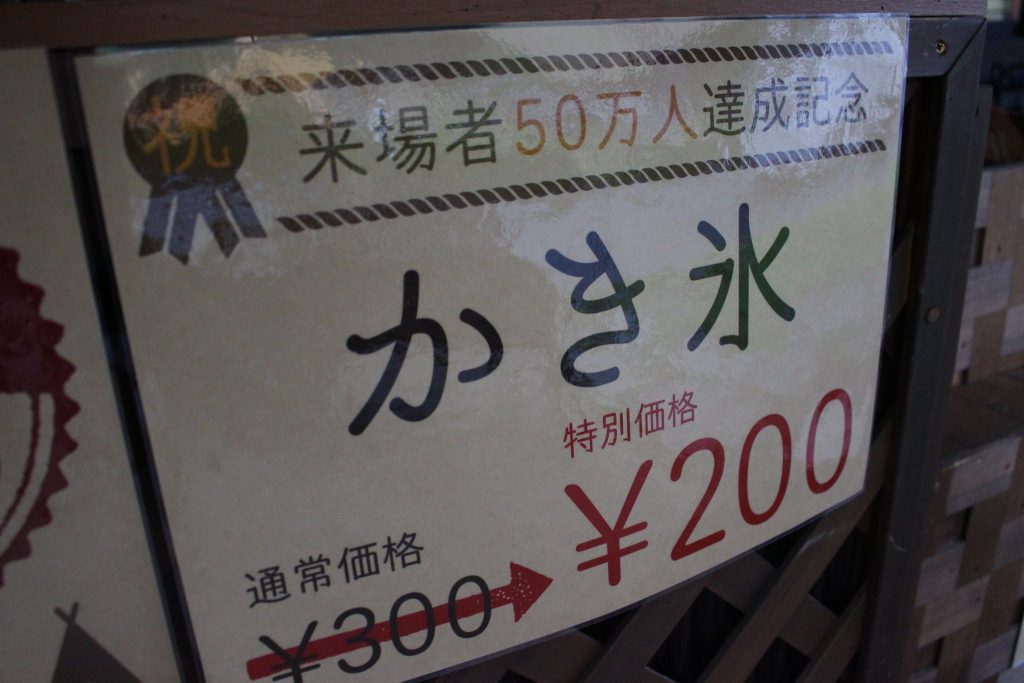 祝
来場者50万人達成記念
かき氷
特別価格
¥200
通常価格
¥300